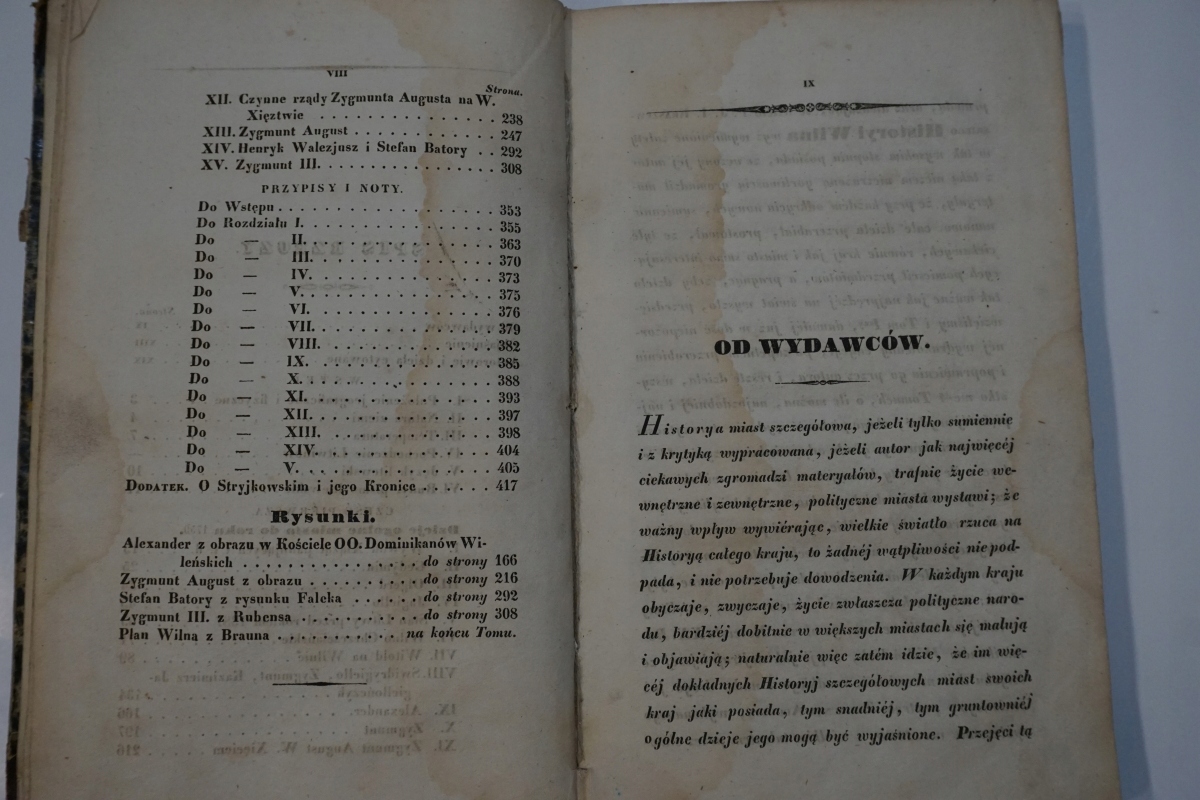 VIII
Strona.
XII. Czynne rządy Zygmunta Augusta na W.
Xięztwie . . . . . . . . . . . . . . . 238
XIII. Zygmunt August . . . . . . . . . . . . 247
XIV. Henryk Walezjusz i Stefan Batory . . 292
XV. Zygmunt III. . . . . . . . . . . . . . . . 308
PRZYPISY I NOTY.
Do Wstępu . . . . . . . . . . . . . . . . . . 353
Do Rozdziału I. . . . . . . . . . . . . . . . 355
Do — II. . . . . . . . . . . . . . . . 363
Do — III. . . . . . . . . . . . . . . . 370
Do — IV. . . . . . . . . . . . . . . . 373
Do — V. . . . . . . . . . . . . . . . 375
Do — VI. . . . . . . . . . . . . . . . 376
Do — VII. . . . . . . . . . . . . . . . 379
Do — VIII. . . . . . . . . . . . . . . 382
Do — IX. . . . . . . . . . . . . . . . 385
Do — X. . . . . . . . . . . . . . . . 388
Do — XI. . . . . . . . . . . . . . . . 393
Do — XII. . . . . . . . . . . . . . . . 397
Do — XIII. . . . . . . . . . . . . . . 398
Do — XIV. . . . . . . . . . . . . . . . 404
Do — V. . . . . . . . . . . . . . . . 405
DODATEK. O Stryjkowskim i jego Kronice . . . . . . 417
Rysunki.
Alexander z obrazu w Kościele OO. Dominikanów Wi-
leńskich . . . . . . . . . . . . . . . do strony 166
Zygmunt August z obrazu . . . . . . . . do strony 216
Stefan Batory z rysunku Falcka . . . . . . do strony 292
Zygmunt III. z Rubensa . . . . . . . . . . do strony 308
Plan Wilna z Brauna . . . . . . . . . . na końcu Tomu.
IX
OD WYDAWCÓW.
Historya miast szczegółowa, jeżeli tylko sumiennie
i z krytyką wypracowana, jeżeli autor jak najwięcéj
ciekawych zgromadzi materyałów, trafnie życie we-
wnętrzne i zewnętrzne, polityczne miasta wystawi; że
ważny wpływ wywiérając, wielkie światło rzuca na
Historyą całego kraju, to żadnéj wątpliwości nie pod-
pada, i nie potrzebuje dowodzenia. W każdym kraju
obyczaje, zwyczaje, życie zwłaszcza polityczne naro-
du, bardziéj dobitnie w większych miastach się malują
i objawiają; naturalnie więc zatém idzie, że im wię-
céj dokładnych Historyj szczegółowych miast swoich
kraj jaki posiada, tym snadniéj, tym gruntowniéj
ogólne dzieje jego mogą być wyjaśnione. Przejęci tą